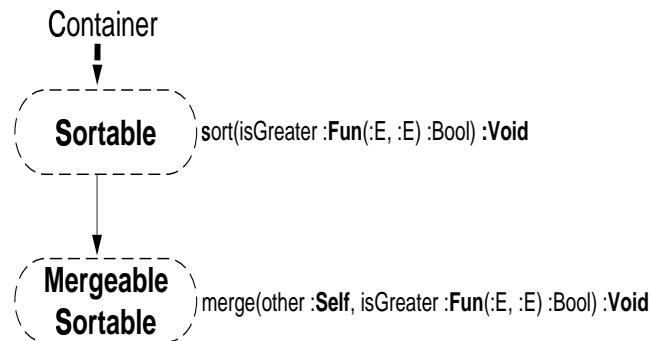 Container
Sortable
sort(isGreater :Fun(:E, :E) :Bool) :Void
Mergeable
Sortable
merge(other :Self, isGreater :Fun(:E, :E) :Bool) :Void